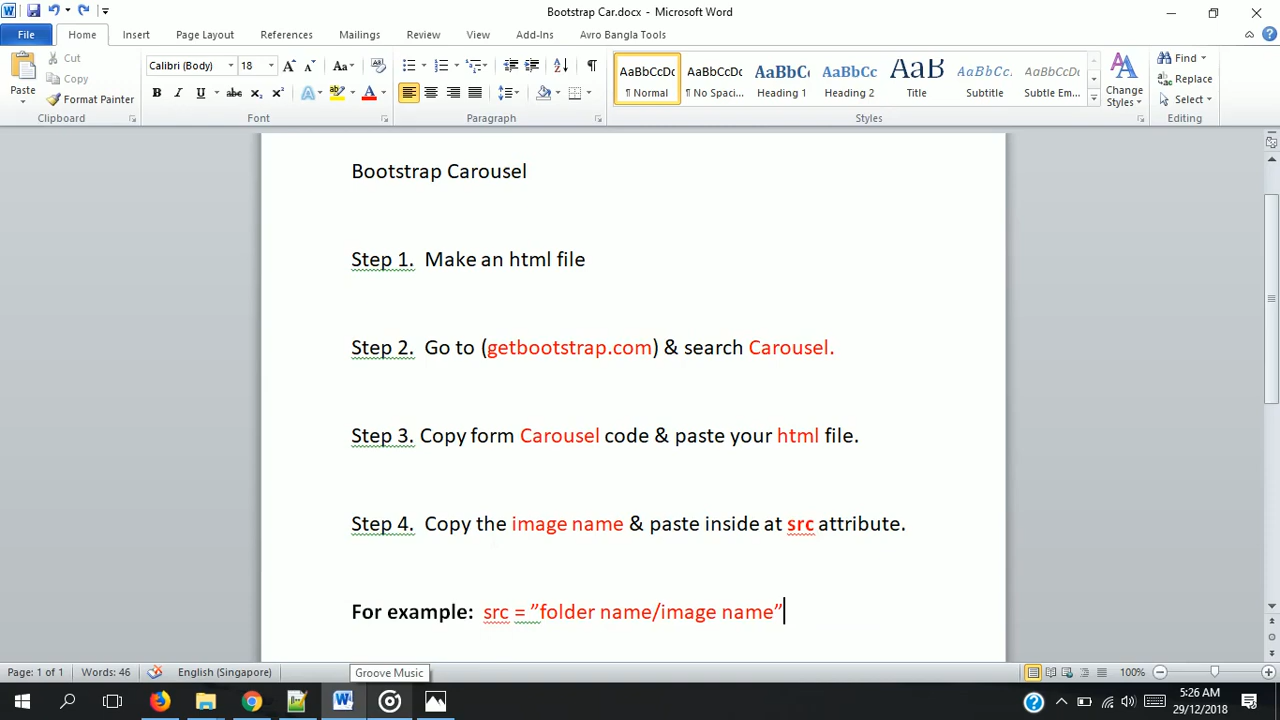 Bootstrap Car.docx - Microsoft Word
File Home Insert Page Layout References Mailings Review View Add-Ins Avro Bangla Tools
Paste
Cut
Copy
Format Painter
Clipboard
Calibri (Body) 18
Font
Paragraph
AaBbCcDc
¶ Normal
AaBbCcDc
¶ No Spaci...
AaBbCc
Heading 1
AaBbCc
Heading 2
AaB
Title
AaBbCcDc
Subtitle
AaBbCcDc
Subtle Em...
Styles
Change
Styles
Find
Replace
Select
Editing
Bootstrap Carousel
Step 1. Make an html file
Step 2. Go to (getbootstrap.com) & search Carousel.
Step 3. Copy form Carousel code & paste your html file.
Step 4. Copy the image name & paste inside at src attribute.
For example: src = ”folder name/image name”
Page: 1 of 1 Words: 46 English (Singapore) 100%
Groove Music
5:26 AM
29/12/2018